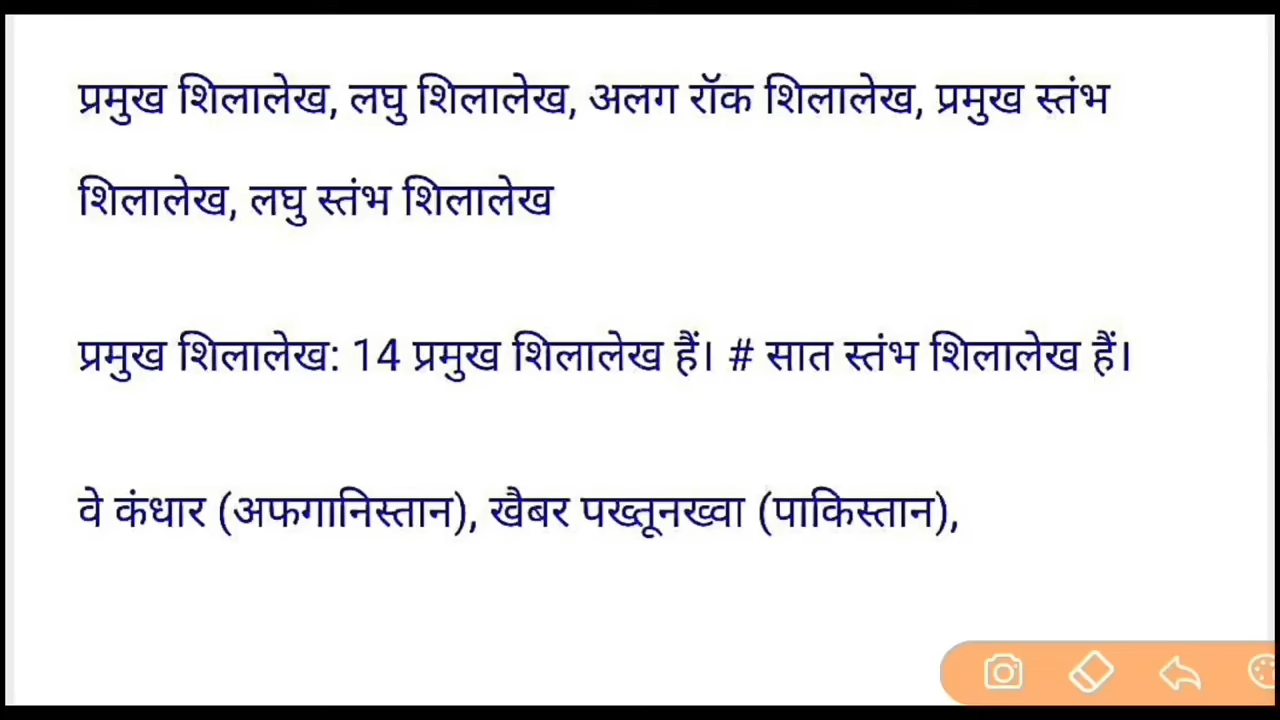 प्रमुख शिलालेख, लघु शिलालेख, अलग रॉक शिलालेख, प्रमुख स्तंभ
शिलालेख, लघु स्तंभ शिलालेख
प्रमुख शिलालेख: 14 प्रमुख शिलालेख हैं। # सात स्तंभ शिलालेख हैं।
वे कंधार (अफगानिस्तान), खैबर पख्तूनख्वा (पाकिस्तान),